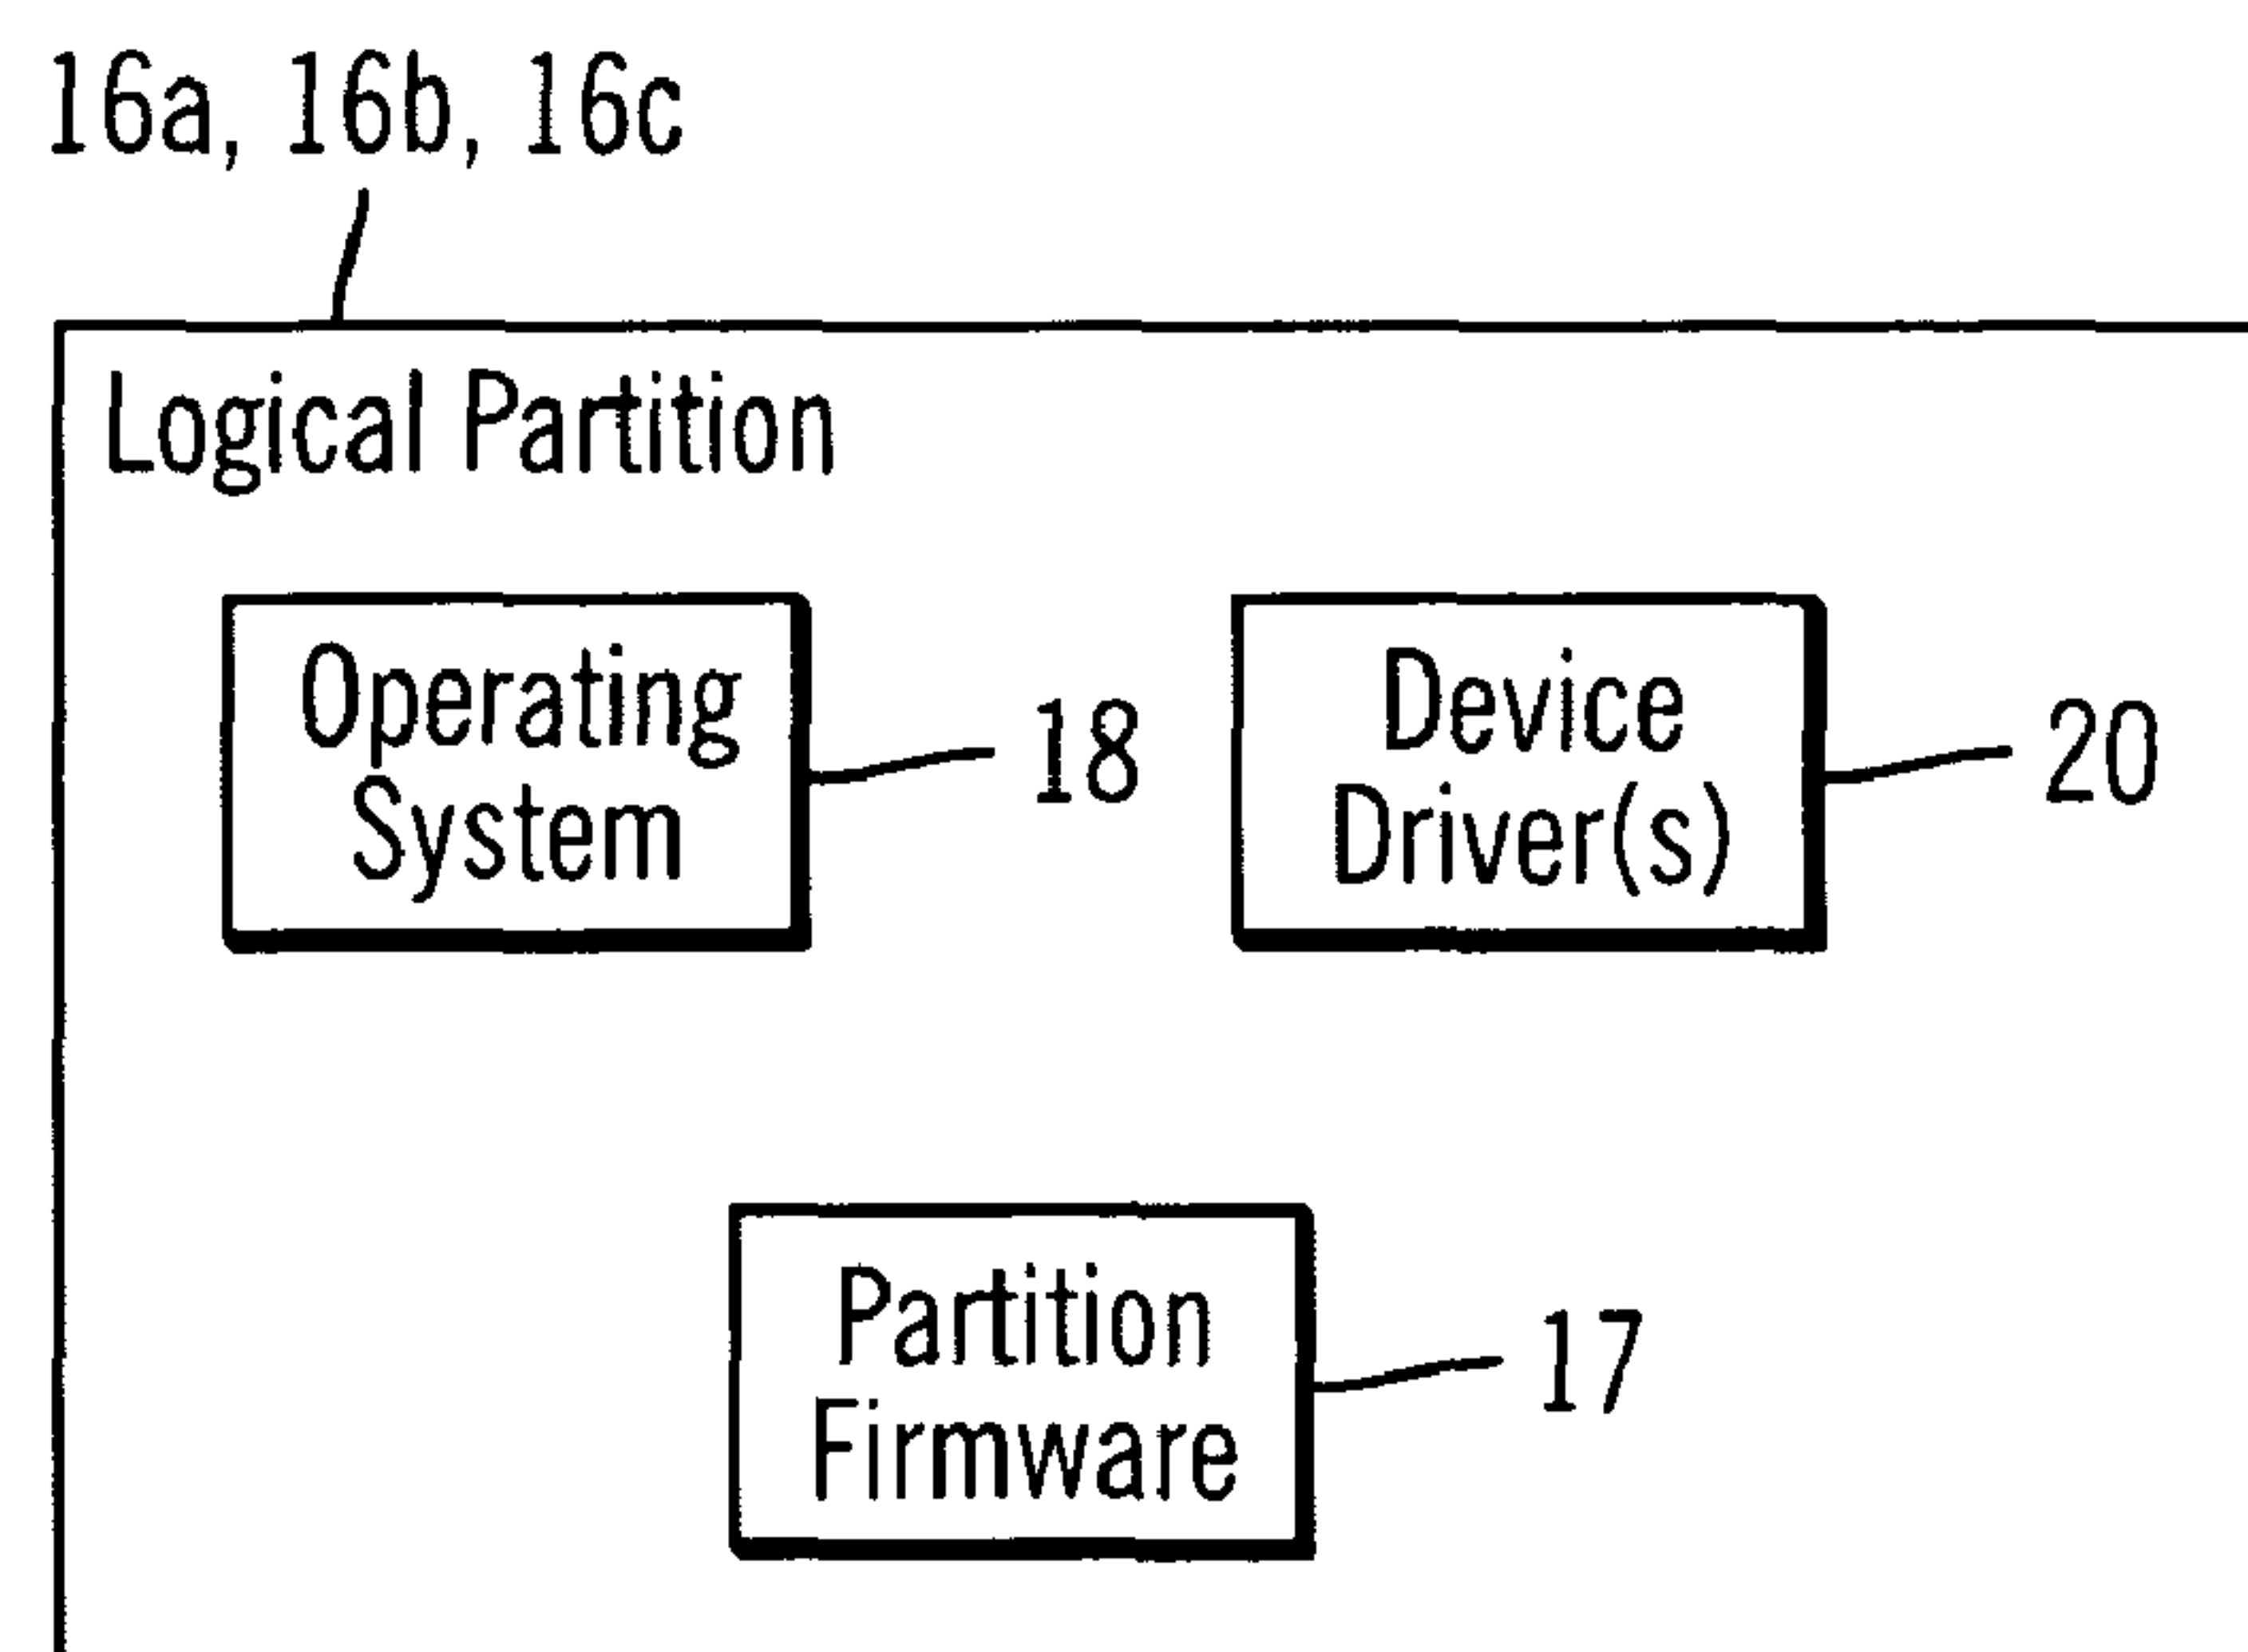 16a, 16b, 16c
Logical Partition
Operating
System
18
Device
Driver(s)
20
Partition
Firmware
17